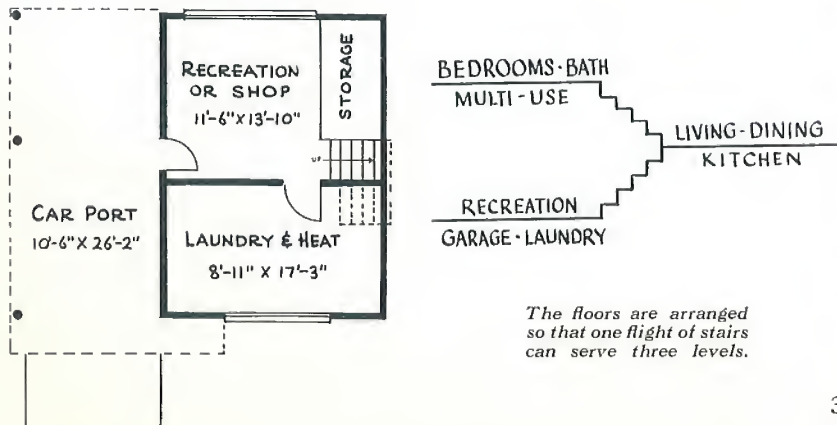 RECREATION
OR SHOP
11'-6" X 13'-10"
STORAGE
UP
CAR PORT
10'-6" X 26'-2"
LAUNDRY & HEAT
8'-11" X 17'-3"
BEDROOMS·BATH
MULTI-USE
LIVING-DINING
KITCHEN
RECREATION
GARAGE·LAUNDRY
The floors are arranged
so that one flight of stairs
can serve three levels.
3